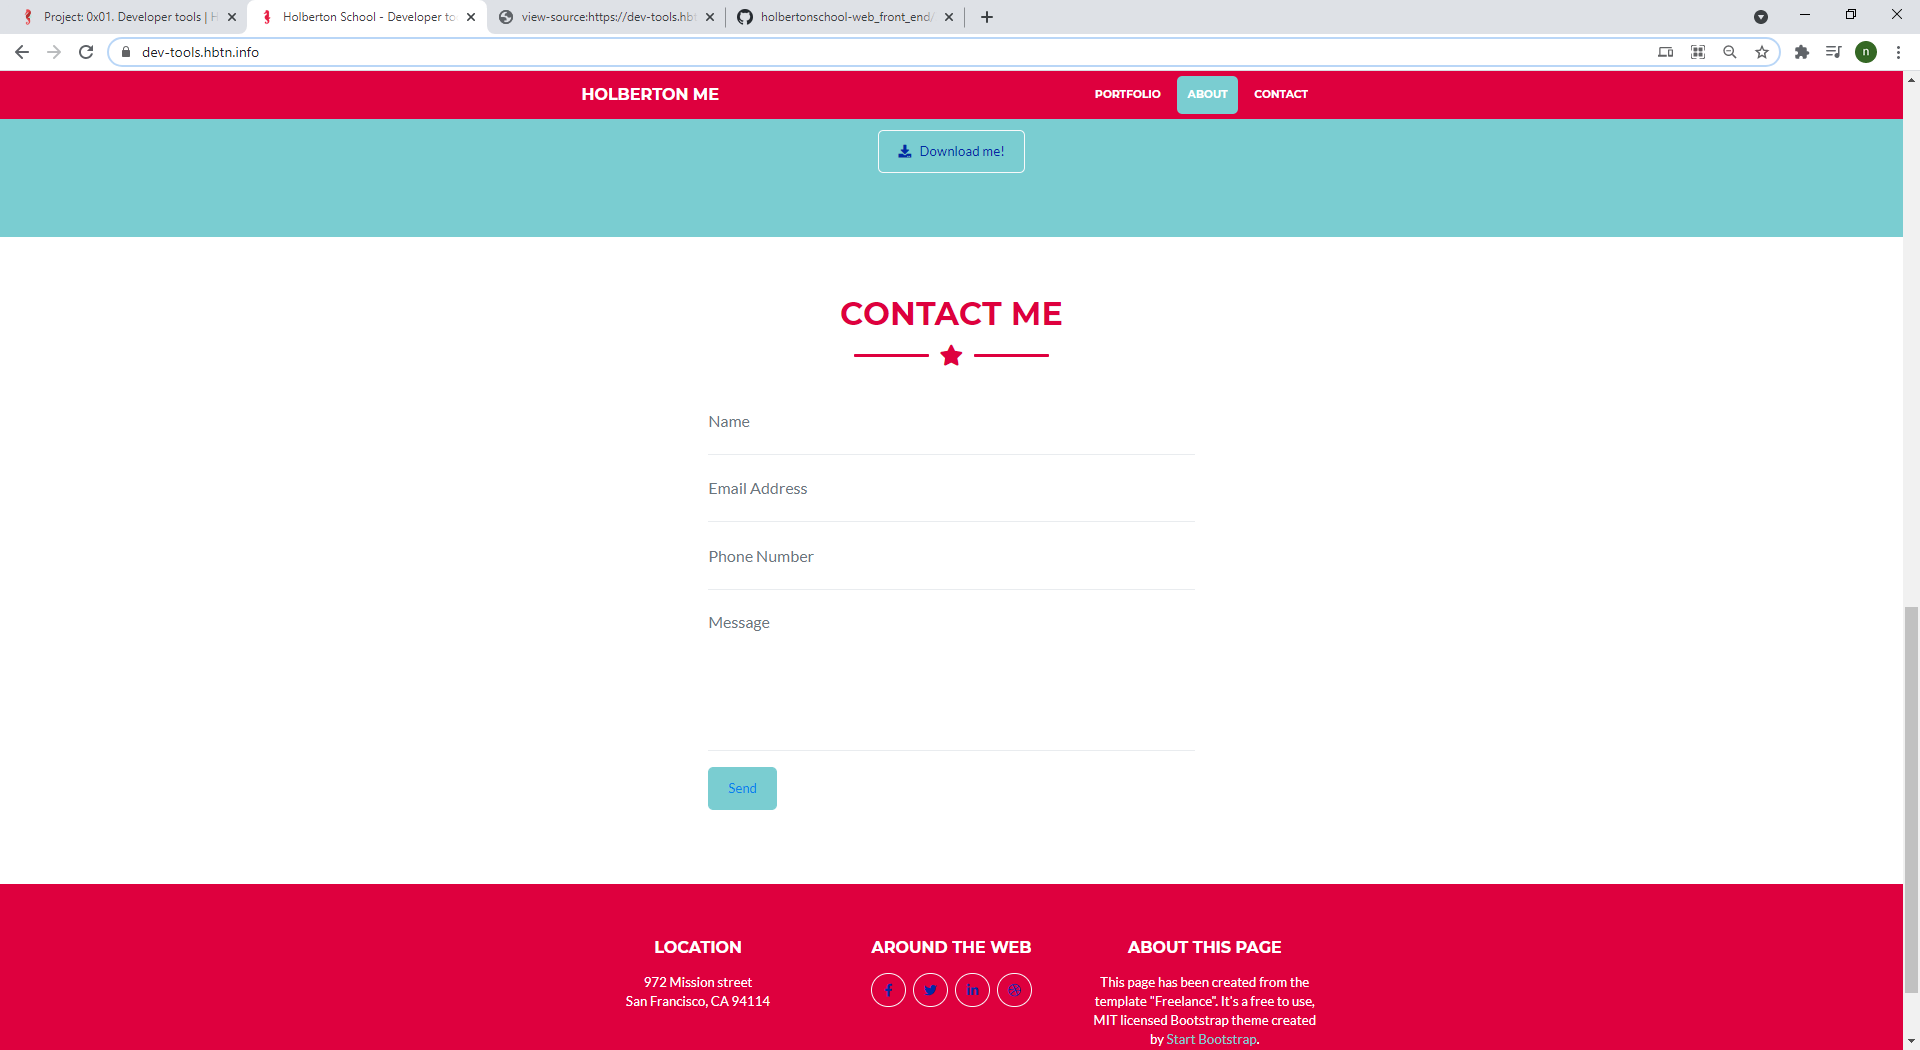 Project: 0x01. Developer tools | H
Holberton School - Developer to
view-source:https://dev-tools.hbt
holbertonschool-web_front_end/
dev-tools.hbtn.info
n
HOLBERTON ME
PORTFOLIO
ABOUT
CONTACT
Download me!
CONTACT ME
Name
Email Address
Phone Number
Message
Send
LOCATION
972 Mission street
San Francisco, CA 94114
AROUND THE WEB
ABOUT THIS PAGE
This page has been created from the
template "Freelance". It's a free to use,
MIT licensed Bootstrap theme created
by Start Bootstrap.